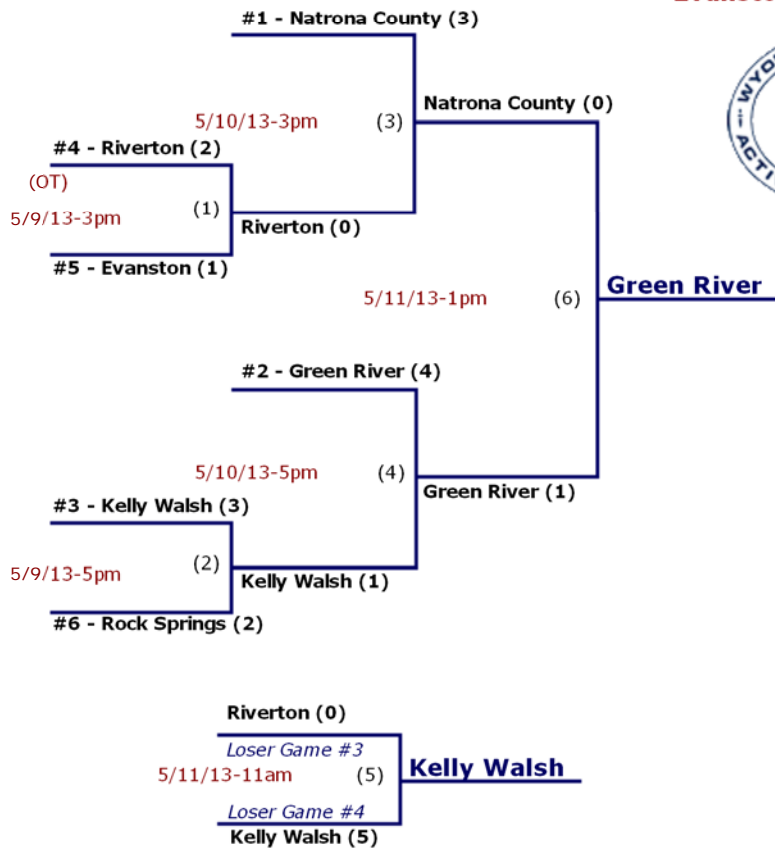 #1 - Natrona County (3)
Natrona County (0)
5/10/13-3pm
(3)
#4 - Riverton (2)
(OT)
5/9/13-3pm
(1)
Riverton (0)
#5 - Evanston (1)
5/11/13-1pm
(6)
Green River
#2 - Green River (4)
5/10/13-5pm
(4)
Green River (1)
#3 - Kelly Walsh (3)
5/9/13-5pm
(2)
Kelly Walsh (1)
#6 - Rock Springs (2)
Riverton (0)
Loser Game #3
5/11/13-11am
(5)
Kelly Walsh
Loser Game #4
Kelly Walsh (5)